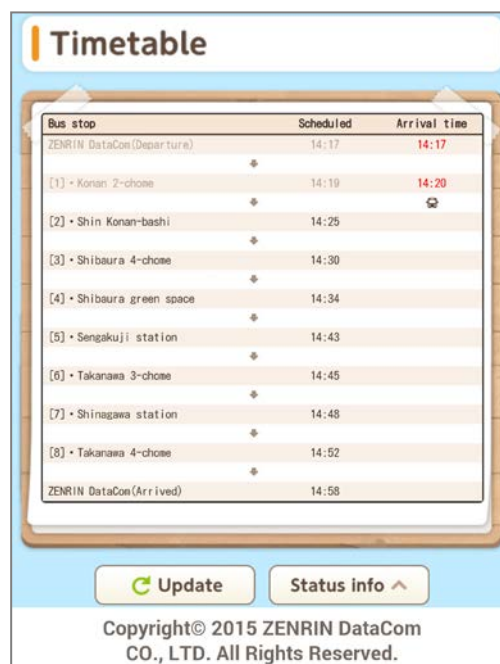 Timetable
Bus stop Scheduled Arrival time
ZENRIN DataCom(Departure) 14:17 14:17
[1]・Konan 2-chome 14:19 14:20
[2]・Shin Konan-bashi 14:25
[3]・Shibaura 4-chome 14:30
[4]・Shibaura green space 14:34
[5]・Sengakuji station 14:43
[6]・Takanawa 3-chome 14:45
[7]・Shinagawa station 14:48
[8]・Takanawa 4-chome 14:52
ZENRIN DataCom(Arrived) 14:58
Update Status info
Copyright© 2015 ZENRIN DataCom
CO., LTD. All Rights Reserved.